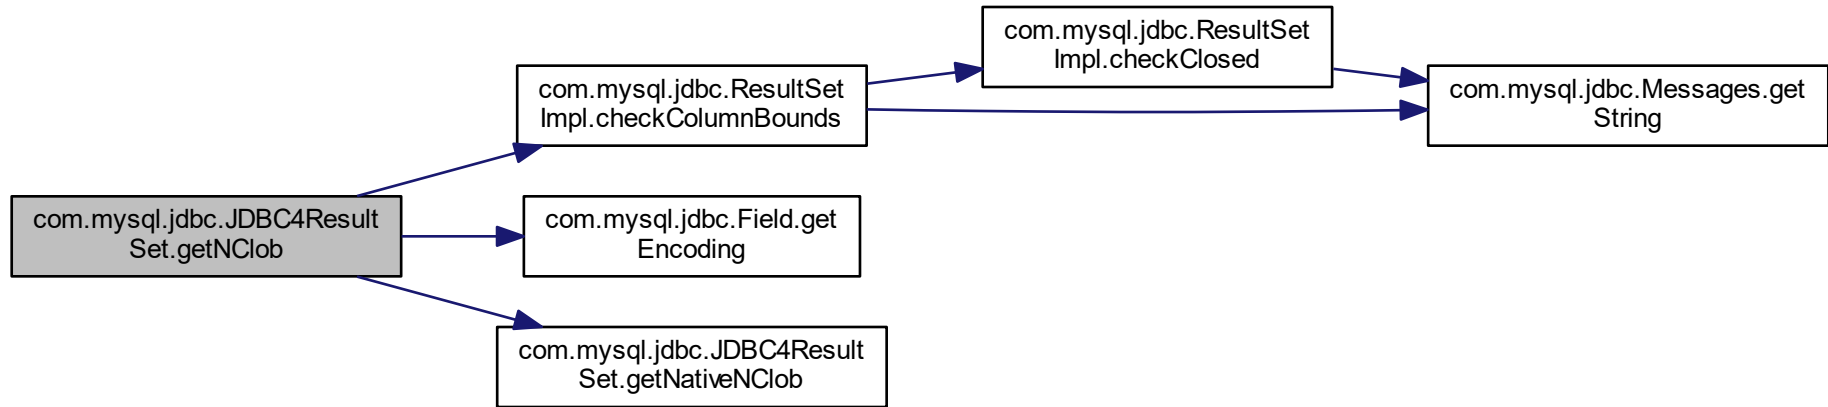 com.mysql.jdbc.JDBC4Result
Set.getNClob
com.mysql.jdbc.ResultSet
Impl.checkColumnBounds
com.mysql.jdbc.ResultSet
Impl.checkClosed
com.mysql.jdbc.Messages.get
String
com.mysql.jdbc.Field.get
Encoding
com.mysql.jdbc.JDBC4Result
Set.getNativeNClob